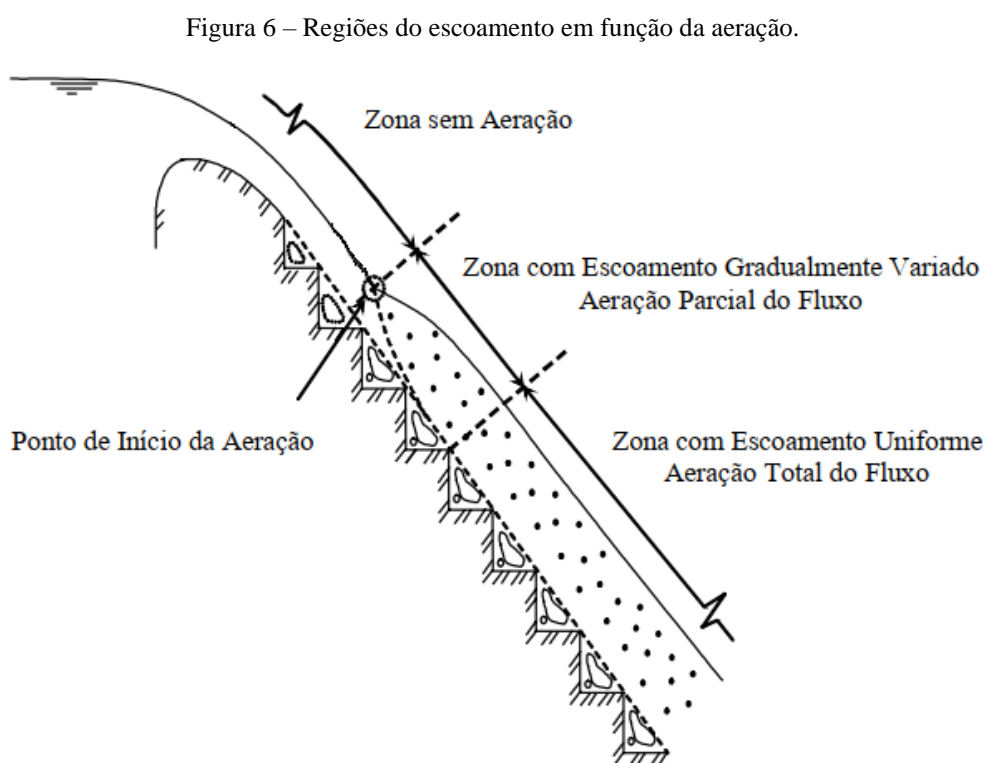 Figura 6 – Regiões do escoamento em função da aeração.
Zona sem Aeração
Zona com Escoamento Gradualmente Variado
Aeração Parcial do Fluxo
Ponto de Início da Aeração
Zona com Escoamento Uniforme
Aeração Total do Fluxo